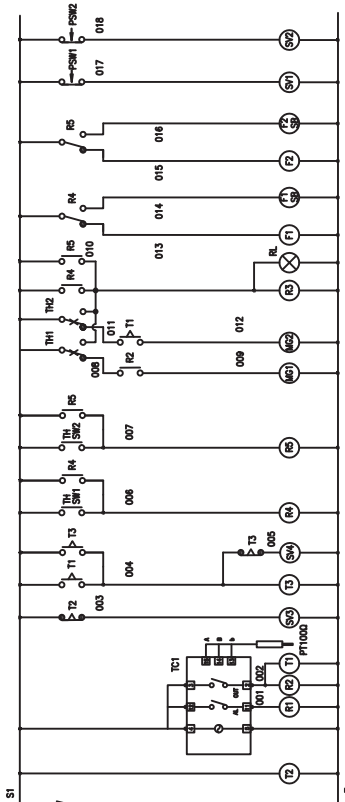 S1
PSW2
018
PSW1
017
SV2
SV1
R5
016
015
F2
SB
F2
R4
014
013
F1
SB
F1
R5
010
R4
RL
R3
TH2
TH1
011
T1
012
008
R2
009
MG2
MG1
R5
TH
SW2
007
R5
R4
TH
SW1
006
R4
T3
T1
004
T3
005
SV4
T3
T2
003
SV3
TC1
A
B
b
PT100Ω
AL
OUT
002
001
T1
R2
R1
T2